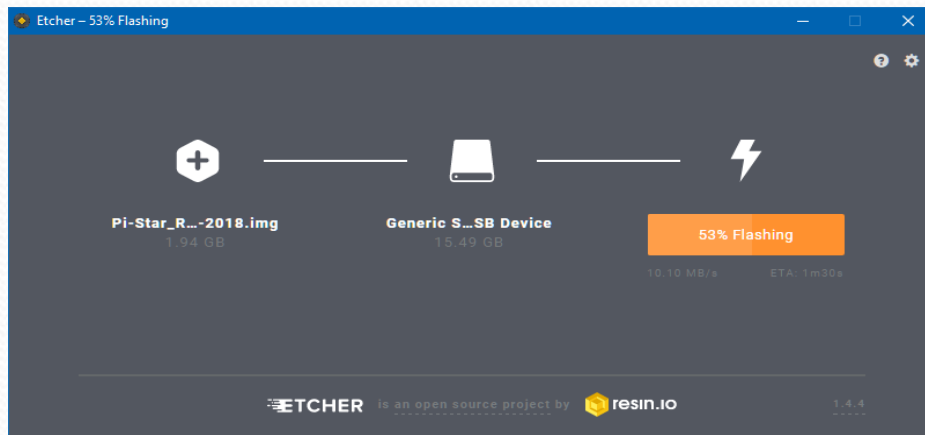 Etcher – 53% Flashing
Pi-Star_R...-2018.img
1.94 GB
Generic S...SB Device
15.49 GB
53% Flashing
10.10 MB/s ETA: 1m30s
ETCHER is an open source project by resin.io 1.4.4